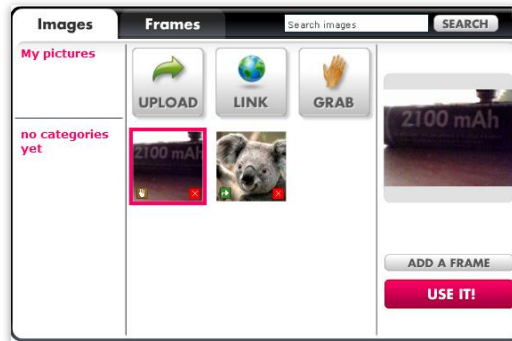 Images
Frames
Search images
SEARCH
My pictures
no categories
yet
UPLOAD
LINK
GRAB
2100 mAh
2100 mAh
ADD A FRAME
USE IT!